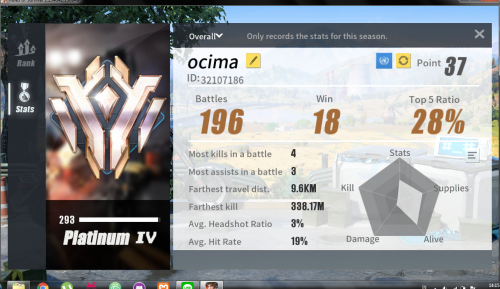 Overall
Only records the stats for this season.
Rank
Stats
ocima
ID:32107186
Point 37
Battles
Win
Top 5 Ratio
196
18
28%
Most kills in a battle 4
Most assists in a battle 3
Farthest travel dist. 9.6KM
Farthest kill 338.17M
Avg. Headshot Ratio 3%
Avg. Hit Rate 19%
Stats
Kill
Supplies
Damage
Alive
293
Platinum IV